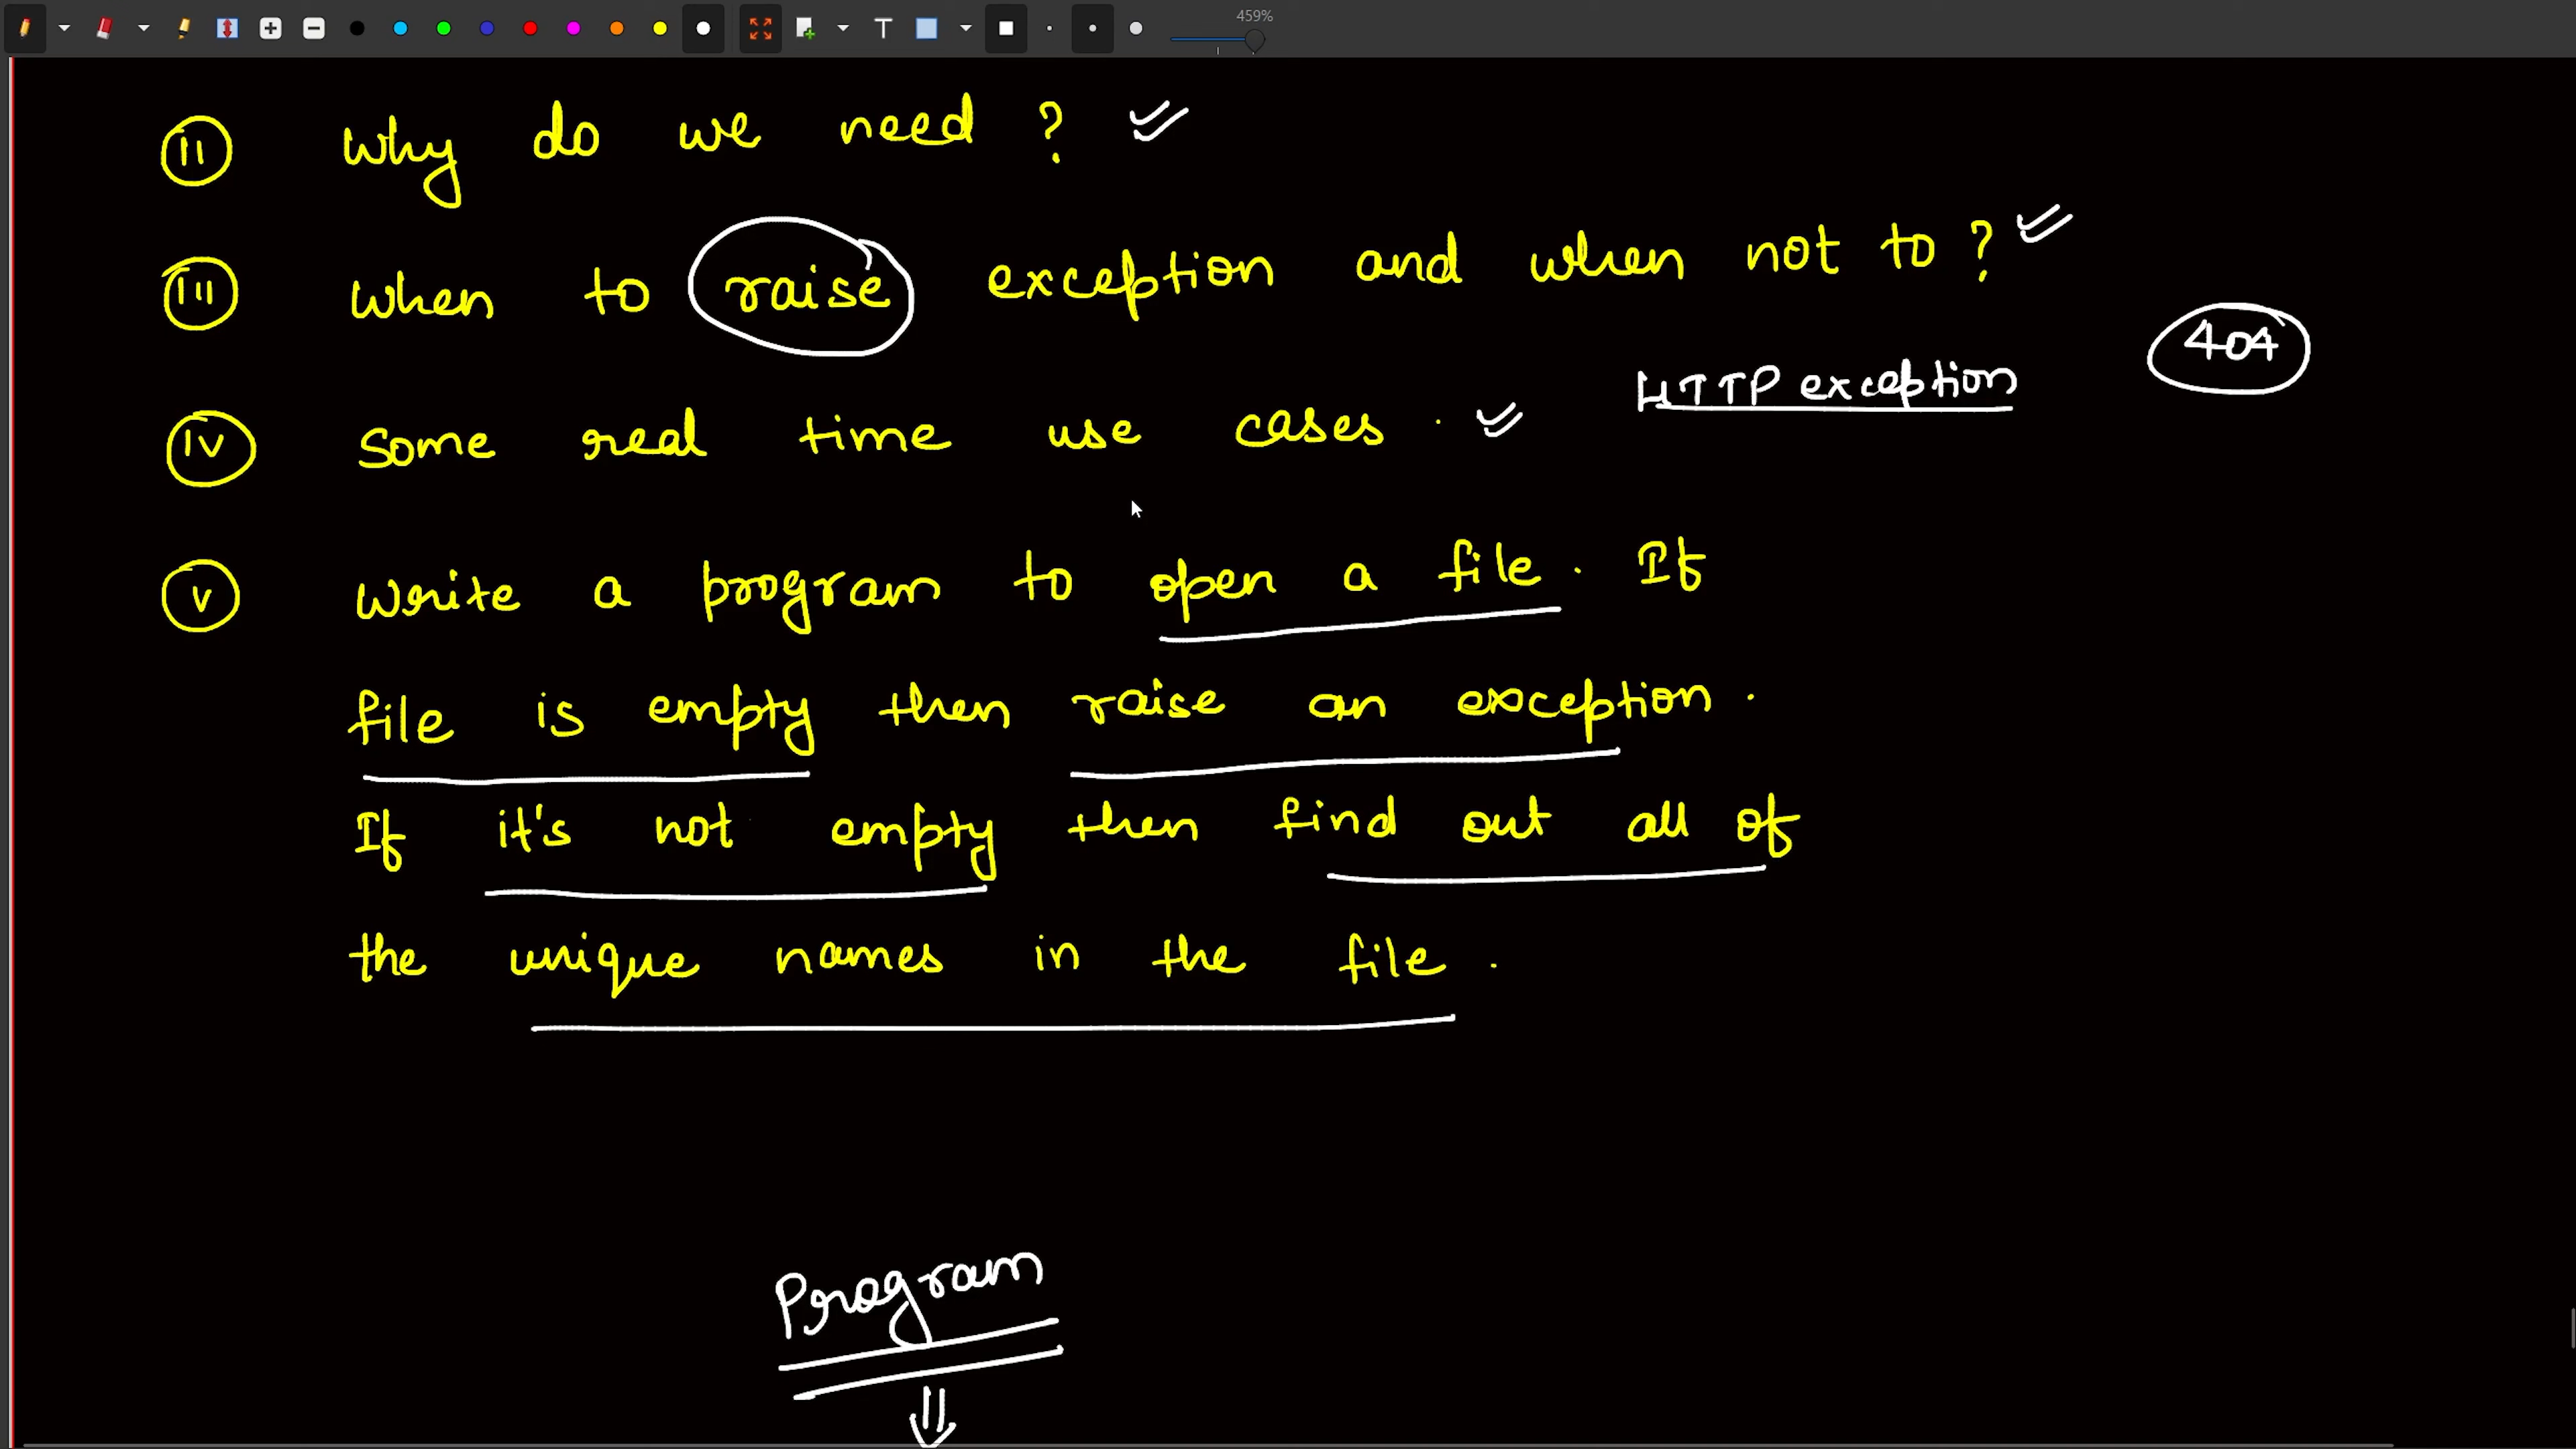 459%
ii why do we need ?
iii when to raise exception and when not to ?
404
HTTP exception
iv some real time use cases .
v write a program to open a file . If
file is empty then raise an exception .
If it's not empty then find out all of
the unique names in the file .
Program